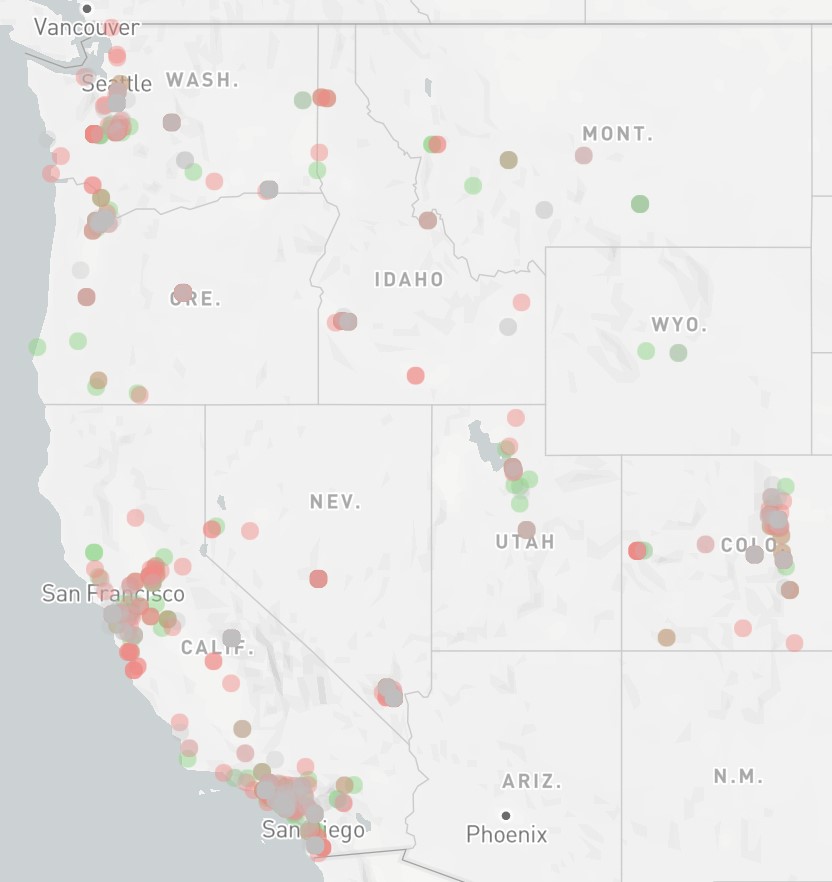 Vancouver
Seattle
WASH.
MONT.
IDAHO
ORE.
WYO.
NEV.
UTAH
COLO
San Francisco
CALIF.
ARIZ.
N.M.
San Diego
Phoenix